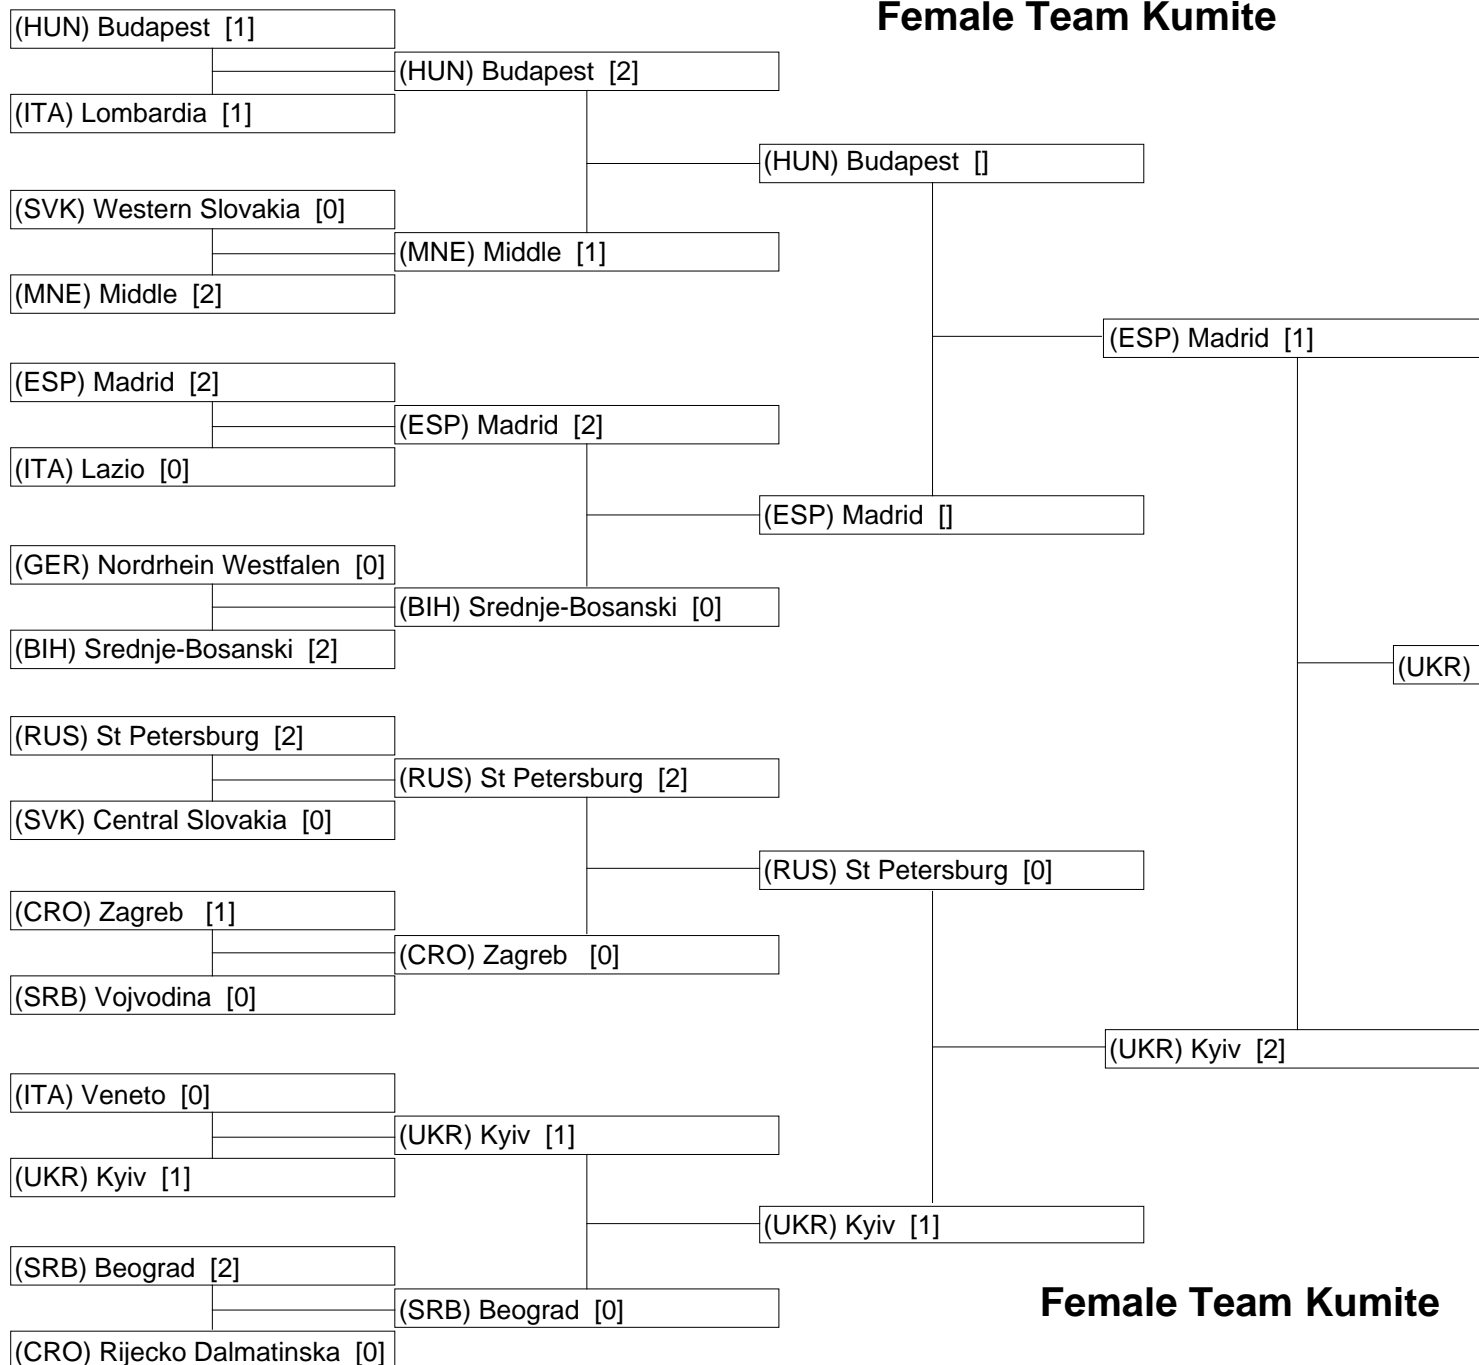 Female Team Kumite
(HUN) Budapest [1]
(HUN) Budapest [2]
(ITA) Lombardia [1]
(HUN) Budapest []
(SVK) Western Slovakia [0]
(MNE) Middle [1]
(MNE) Middle [2]
(ESP) Madrid [1]
(ESP) Madrid [2]
(ESP) Madrid [2]
(ITA) Lazio [0]
(ESP) Madrid []
(GER) Nordrhein Westfalen [0]
(BIH) Srednje-Bosanski [0]
(BIH) Srednje-Bosanski [2]
(UKR)
(RUS) St Petersburg [2]
(RUS) St Petersburg [2]
(SVK) Central Slovakia [0]
(RUS) St Petersburg [0]
(CRO) Zagreb [1]
(CRO) Zagreb [0]
(SRB) Vojvodina [0]
(UKR) Kyiv [2]
(ITA) Veneto [0]
(UKR) Kyiv [1]
(UKR) Kyiv [1]
(UKR) Kyiv [1]
(SRB) Beograd [2]
Female Team Kumite
(SRB) Beograd [0]
(CRO) Rijecko Dalmatinska [0]